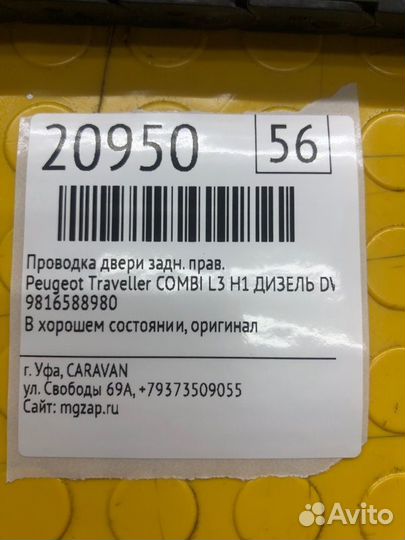 20950
56
Проводка двери задн. прав.
Peugeot Traveller COMBI L3 H1 ДИЗЕЛЬ
9816588980
В хорошем состоянии, оригинал
г. Уфа, CARAVAN
ул. Свободы 69А, +79373509055
Сайт: mgzap.ru
Avito